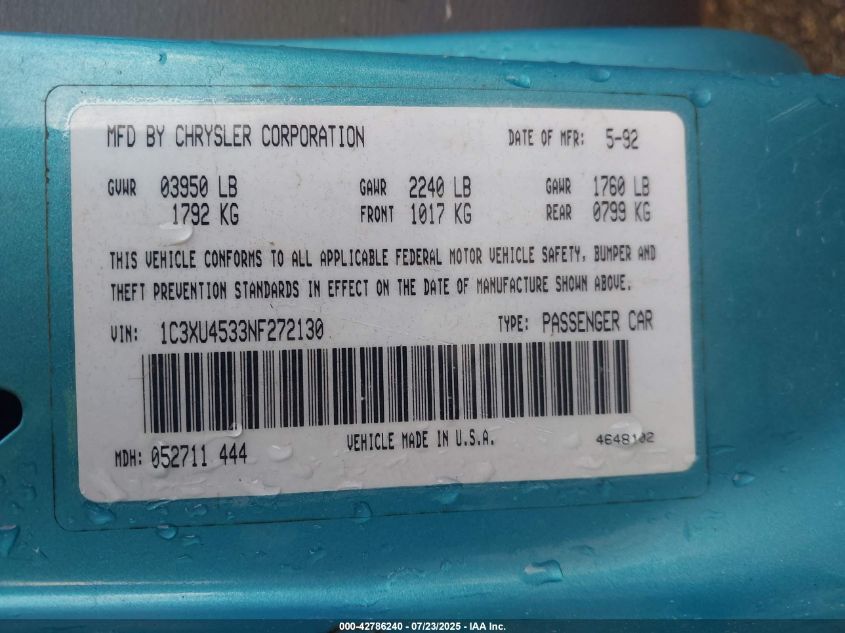 MFD BY CHRYSLER CORPORATION DATE OF MFR: 5-92
GVWR 03950 LB GAWR 2240 LB GAWR 1760 LB
1792 KG FRONT 1017 KG REAR 0799 KG
THIS VEHICLE CONFORMS TO ALL APPLICABLE FEDERAL MOTOR VEHICLE SAFETY, BUMPER AND
THEFT PREVENTION STANDARDS IN EFFECT ON THE DATE OF MANUFACTURE SHOWN ABOVE.
VIN: 1C3XU4533NF272130 TYPE: PASSENGER CAR
MDH: 052711 444 VEHICLE MADE IN U.S.A. 4648102
000-42786240 / 07/23/2025 - IAA Inc.